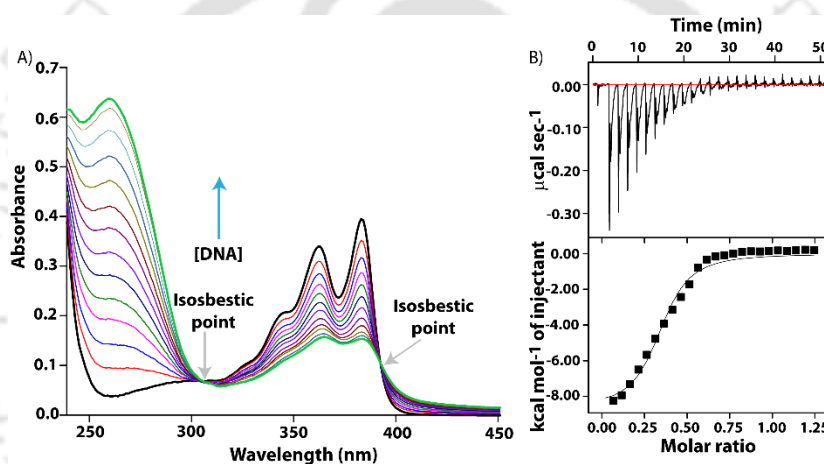 A)
0.7
0.6
0.5
0.4
0.3
0.2
0.1
0.0
Absorbance
[DNA]
Isosbestic
point
Isosbestic
point
250
300
350
400
450
Wavelength (nm)
B)
Time (min)
0
10
20
30
40
50
0.00
-0.10
-0.20
-0.30
µcal sec-1
0.00
-2.00
-4.00
-6.00
-8.00
kcal mol-1 of injectant
0.00
0.25
0.50
0.75
1.00
1.25
Molar ratio